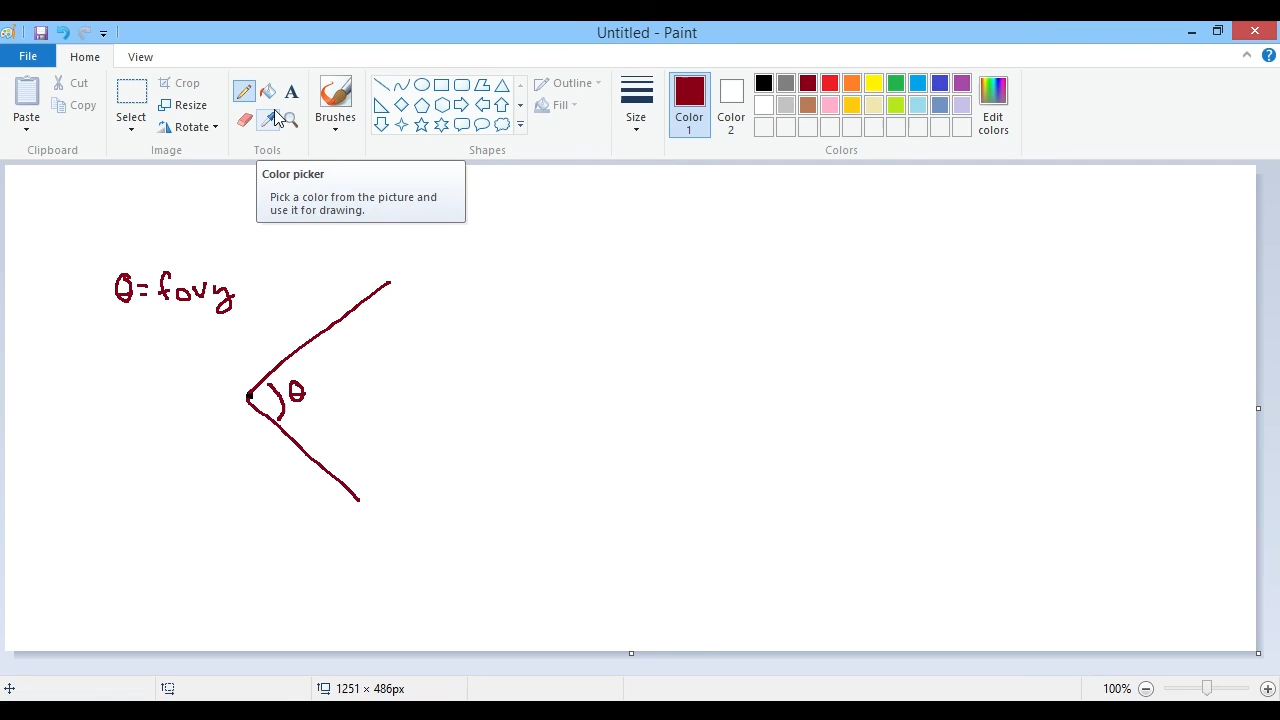 Untitled - Paint
File
Home
View
Paste
Cut
Copy
Clipboard
Select
Crop
Resize
Rotate
Image
A
Tools
Brushes
Shapes
Outline
Fill
Size
Color 1
Color 2
Edit colors
Colors
Color picker
Pick a color from the picture and
use it for drawing.
θ=fovy
θ
1251 × 486px
100%